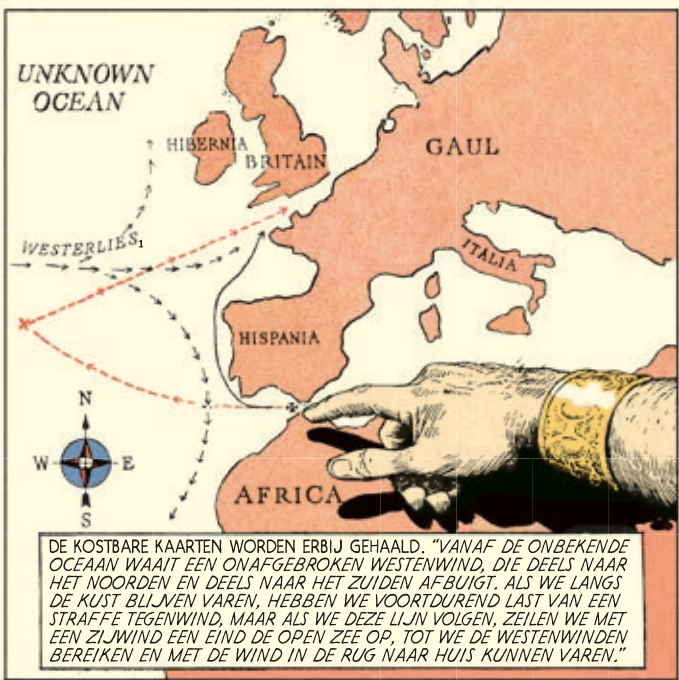 UNKNOWN
OCEAN
HIBERNIA
BRITAIN
GAUL
WESTERLIES1
ITALIA
HISPANIA
N
W
E
S
AFRICA
DE KOSTBARE KAARTEN WORDEN ERBIJ GEHAALD. “VANAF DE ONBEKENDE
OCEAAN WAAIT EEN ONAFGEBROKEN WESTENWIND, DIE DEELS NAAR
HET NOORDEN EN DEELS NAAR HET ZUIDEN AFBUIGT. ALS WE LANGS
DE KUST BLIJVEN VAREN, HEBBEN WE VOORTDUREND LAST VAN EEN
STRAFFE TEGENWIND, MAAR ALS WE DEZE LIJN VOLGEN, ZEILEN WE MET
EEN ZIJWIND EEN EIND DE OPEN ZEE OP, TOT WE DE WESTENWINDEN
BEREIKEN EN MET DE WIND IN DE RUG NAAR HUIS KUNNEN VAREN.”